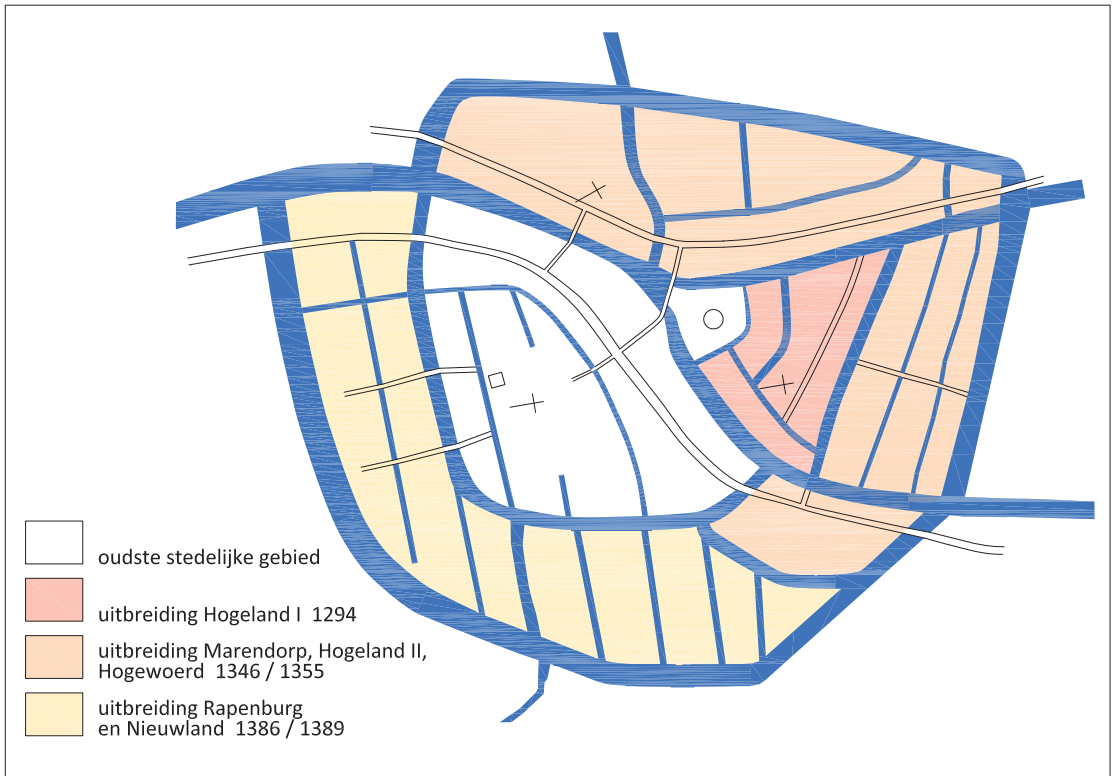 oudste stedelijke gebied
uitbreiding Hogeland I 1294
uitbreiding Marendorp, Hogeland II,
Hogewoerd 1346 / 1355
uitbreiding Rapenburg
en Nieuwland 1386 / 1389